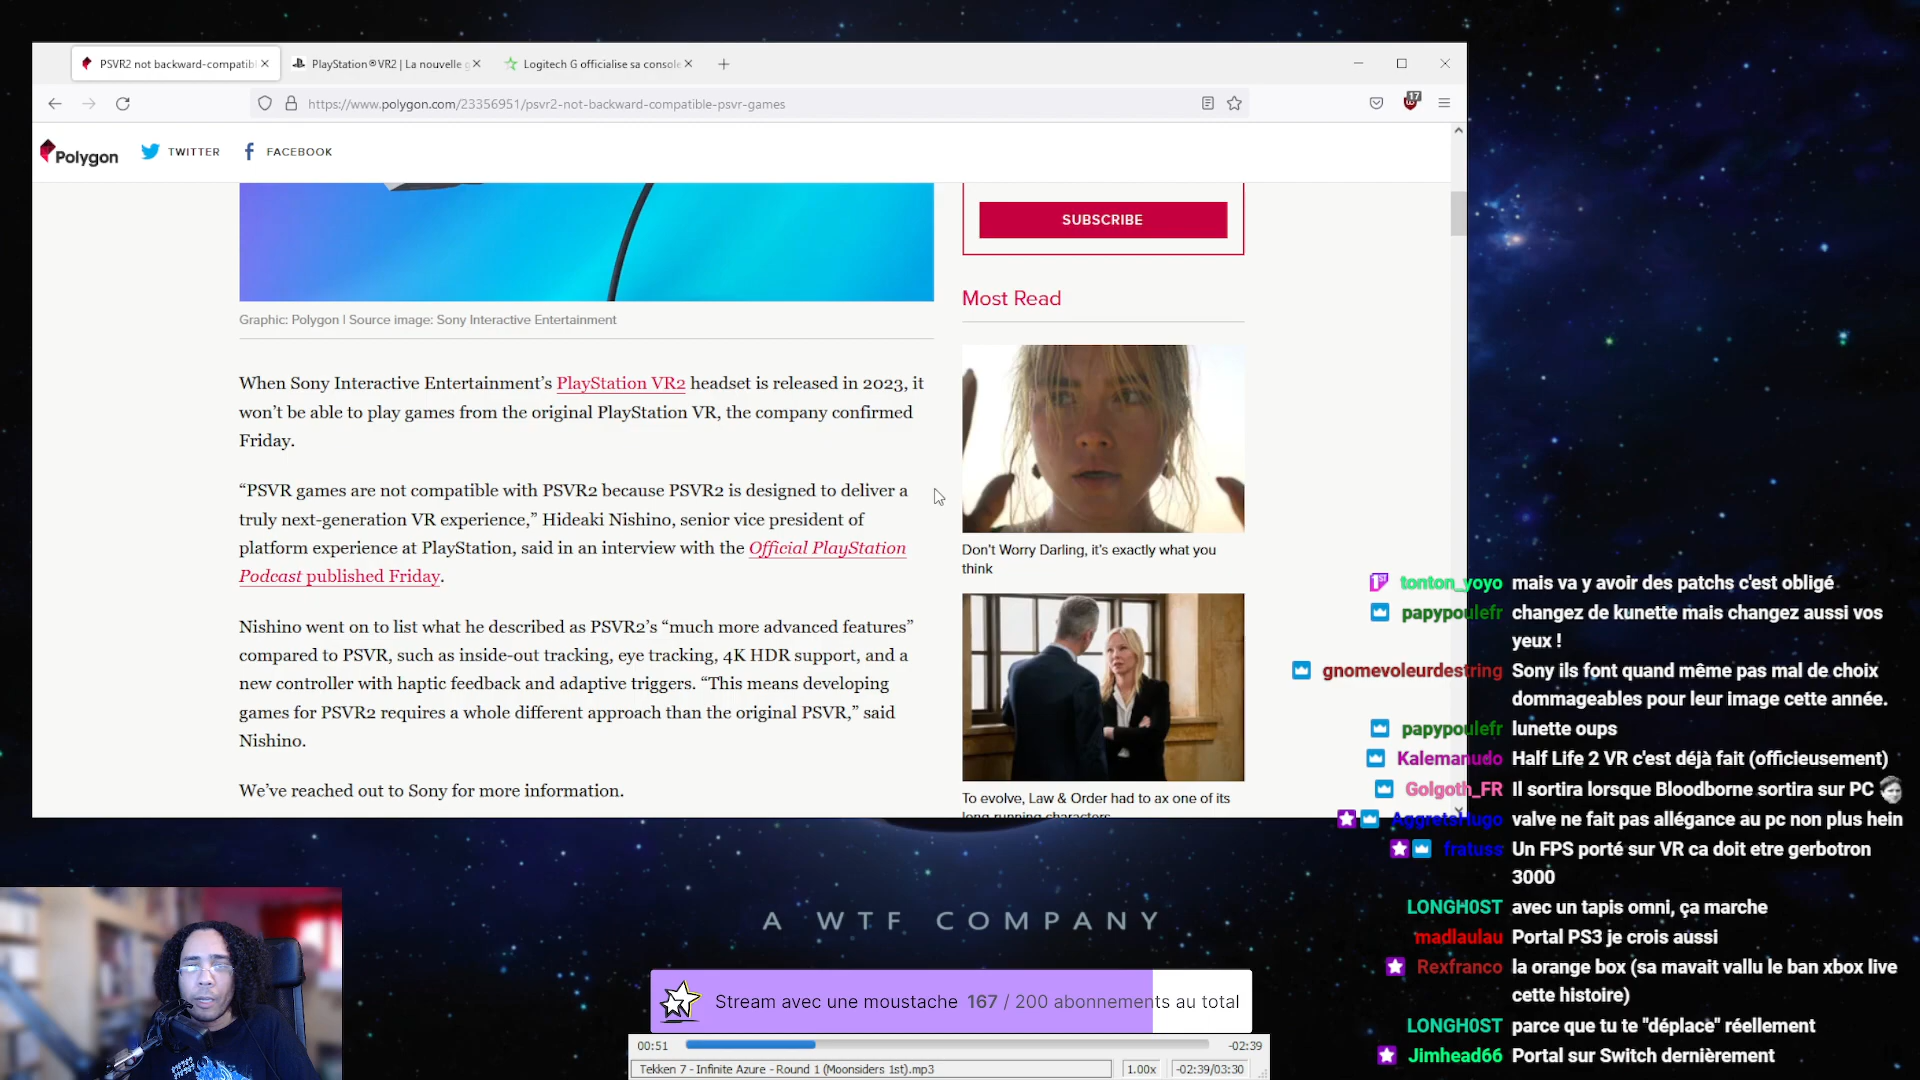 PSVR2 not backward-compatibl
PlayStation®VR2 | La nouvelle g
Logitech G officialise sa console
https://www.polygon.com/23356951/psvr2-not-backward-compatible-psvr-games
17
Polygon
TWITTER
FACEBOOK
SUBSCRIBE
Most Read
Graphic: Polygon | Source image: Sony Interactive Entertainment
When Sony Interactive Entertainment’s PlayStation VR2 headset is released in 2023, it
won’t be able to play games from the original PlayStation VR, the company confirmed
Friday.
“PSVR games are not compatible with PSVR2 because PSVR2 is designed to deliver a
truly next-generation VR experience,” Hideaki Nishino, senior vice president of
platform experience at PlayStation, said in an interview with the Official PlayStation
Podcast published Friday.
Nishino went on to list what he described as PSVR2’s “much more advanced features”
compared to PSVR, such as inside-out tracking, eye tracking, 4K HDR support, and a
new controller with haptic feedback and adaptive triggers. “This means developing
games for PSVR2 requires a whole different approach than the original PSVR,” said
Nishino.
We’ve reached out to Sony for more information.
Don’t Worry Darling, it’s exactly what you
think
To evolve, Law & Order had to ax one of its
long-running characters
1ST tonton_yoyo mais va y avoir des patchs c'est obligé
papypoulefr changez de kunette mais changez aussi vos
yeux !
gnomevoleurdestring Sony ils font quand même pas mal de choix
dommageables pour leur image cette année.
papypoulefr lunette oups
Kalemanudo Half Life 2 VR c'est déjà fait (officieusement)
Golgoth_FR Il sortira lorsque Bloodborne sortira sur PC
AggretsHugo valve ne fait pas allégance au pc non plus hein
fratuss Un FPS porté sur VR ca doit etre gerbotron
3000
LONGH0ST avec un tapis omni, ça marche
madlaulau Portal PS3 je crois aussi
Rexfranco la orange box (sa mavait vallu le ban xbox live
cette histoire)
LONGH0ST parce que tu te "déplace" réellement
Jimhead66 Portal sur Switch dernièrement
A WTF COMPANY
Stream avec une moustache 167 / 200 abonnements au total
00:51
-02:39
Tekken 7 - Infinite Azure - Round 1 (Moonsiders 1st).mp3
1.00x
-02:39/03:30